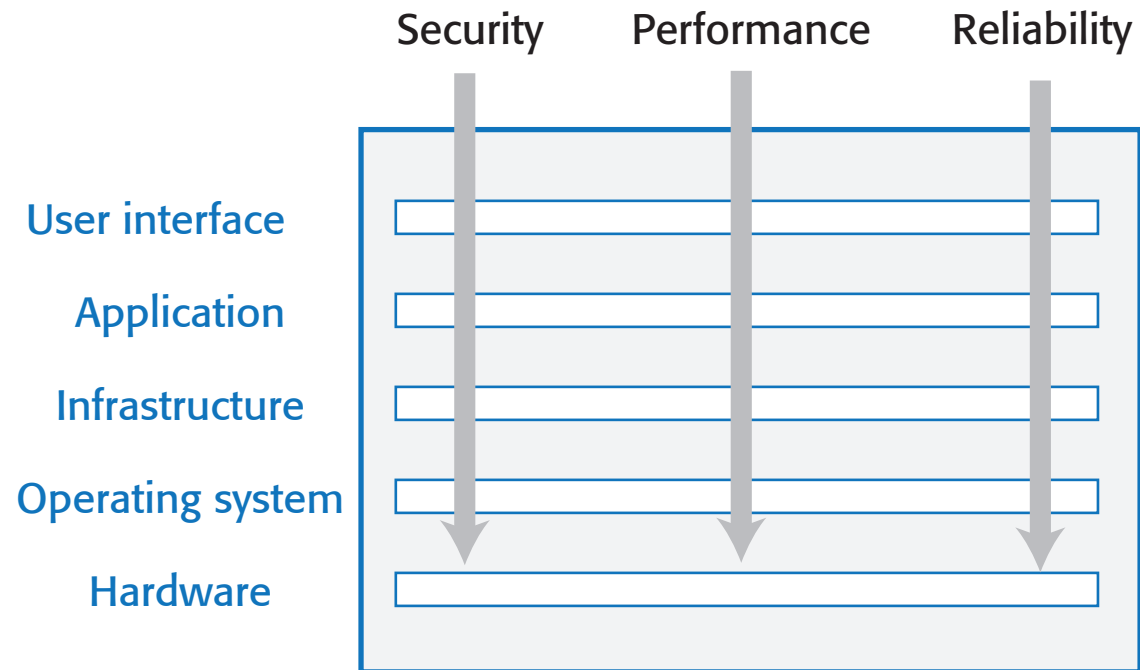 Security Performance Reliability
User interface
Application
Infrastructure
Operating system
Hardware